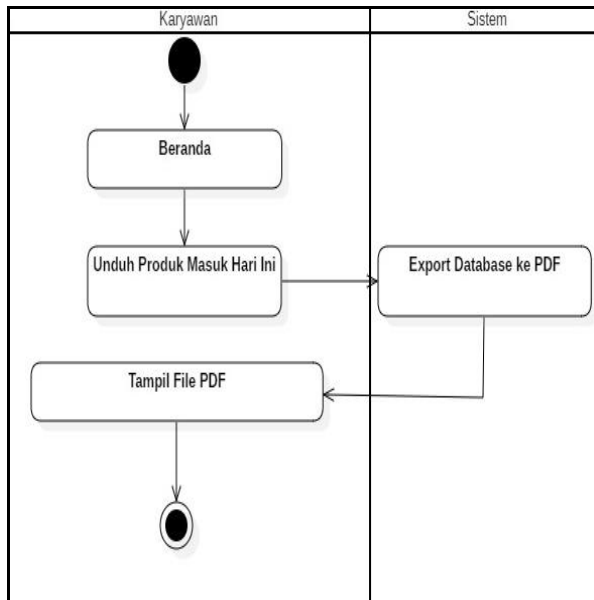 Karyawan
Sistem
Beranda
Unduh Produk Masuk Hari Ini
Export Database ke PDF
Tampil File PDF